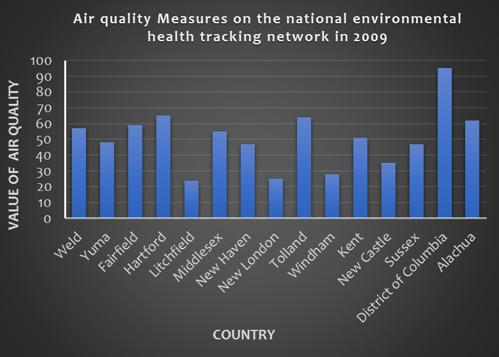 Air quality Measures on the national environmental
health tracking network in 2009
VALUE OF AIR QUALITY
100
90
80
70
60
50
40
30
20
10
0
Weld
Yuma
Fairfield
Hartford
Litchfield
Middlesex
New Haven
New London
Tolland
Windham
Kent
New Castle
Sussex
District of Columbia
Alachua
COUNTRY